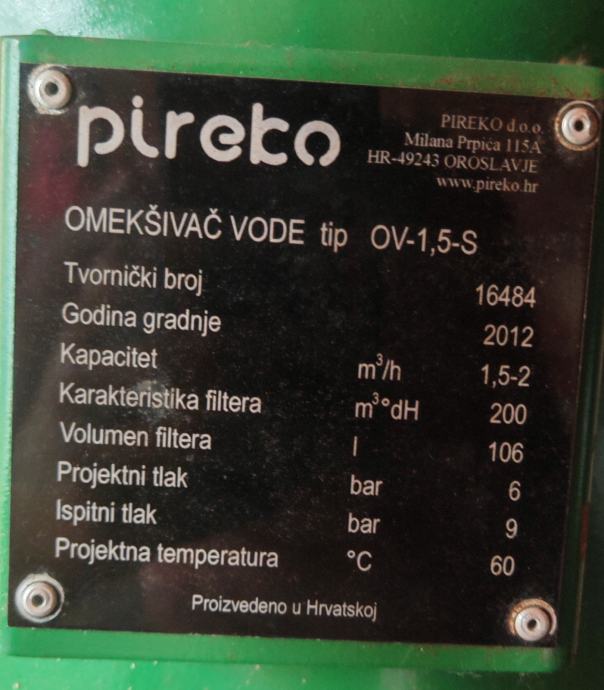 pireko
PIREKO d.o.o.
Milana Prpića 115A
HR-49243 OROSLAVJE
www.pireko.hr
OMEKŠIVAČ VODE tip OV-1,5-S
Tvornički broj 16484
Godina gradnje 2012
Kapacitet m³/h 1,5-2
Karakteristika filtera m³°dH 200
Volumen filtera l 106
Projektni tlak bar 6
Ispitni tlak bar 9
Projektna temperatura °C 60
Proizvedeno u Hrvatskoj